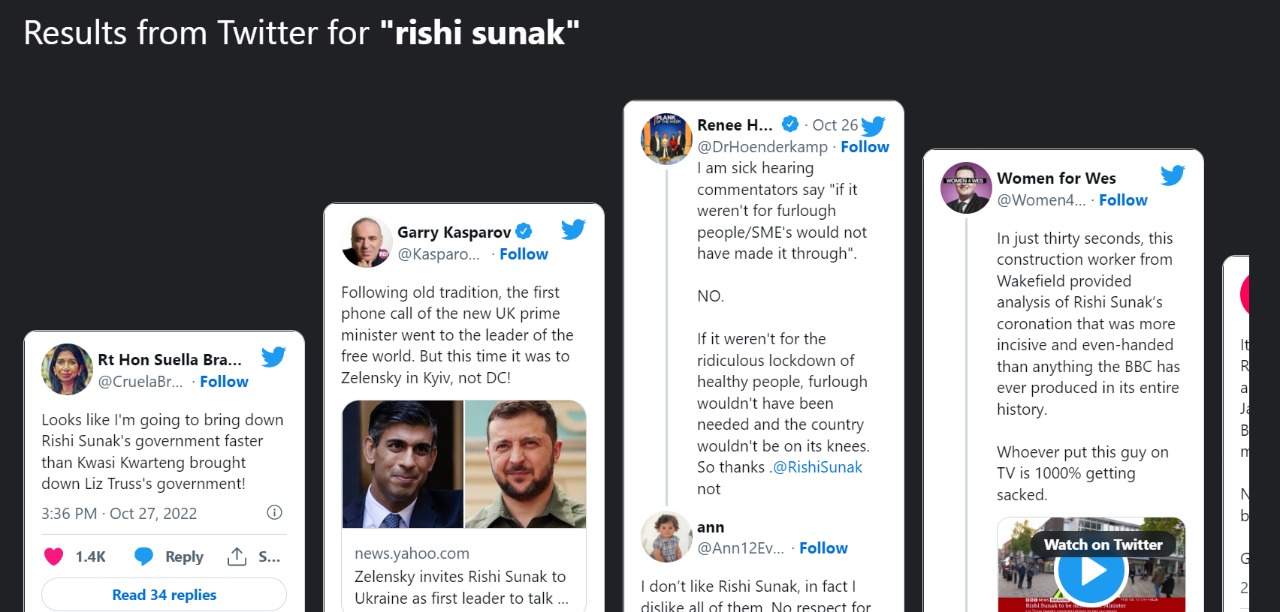 Results from Twitter for "rishi sunak"
Rt Hon Suella Bra...
@CruelaBr... · Follow
Looks like I'm going to bring down
Rishi Sunak's government faster
than Kwasi Kwarteng brought
down Liz Truss's government!
3:36 PM · Oct 27, 2022
1.4K Reply S...
Read 34 replies
Garry Kasparov
@Kasparo... · Follow
Following old tradition, the first
phone call of the new UK prime
minister went to the leader of the
free world. But this time it was to
Zelensky in Kyiv, not DC!
news.yahoo.com
Zelensky invites Rishi Sunak to
Ukraine as first leader to talk ...
Renee H... · Oct 26
@DrHoenderkamp · Follow
I am sick hearing
commentators say "if it
weren't for furlough
people/SME's would not
have made it through".
NO.
If it weren't for the
ridiculous lockdown of
healthy people, furlough
wouldn't have been
needed and the country
wouldn't be on its knees.
So thanks .@RishiSunak
not
ann
@Ann12Ev... · Follow
I don't like Rishi Sunak, in fact I
dislike all of them. No respect for
Women for Wes
@Women4... · Follow
WOMEN 4 WES
In just thirty seconds, this
construction worker from
Wakefield provided
analysis of Rishi Sunak's
coronation that was more
incisive and even-handed
than anything the BBC has
ever produced in its entire
history.
Whoever put this guy on
TV is 1000% getting
sacked.
Watch on Twitter